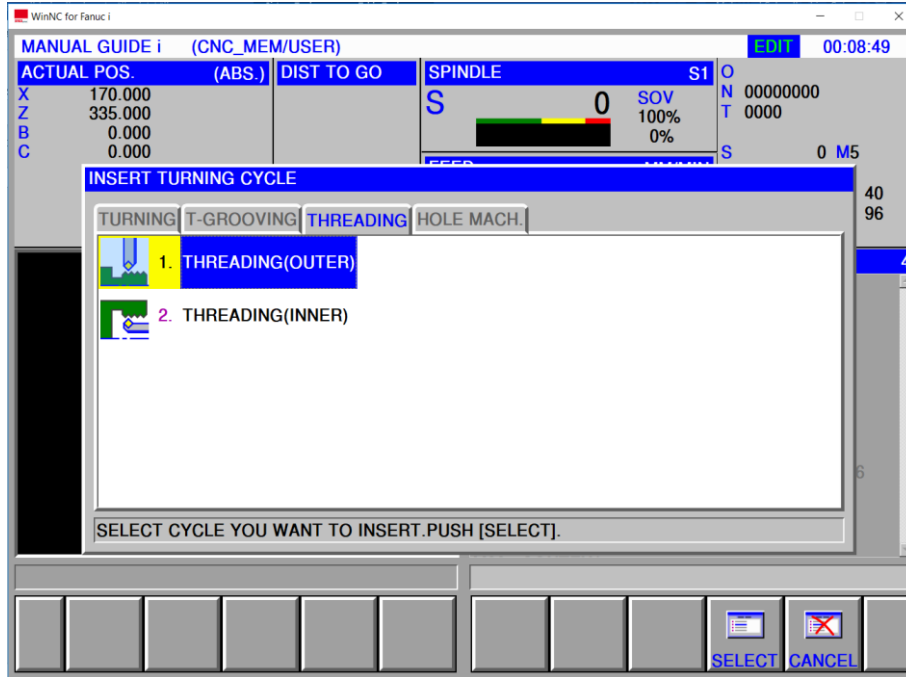 WinNC for Fanuc i
MANUAL GUIDE i (CNC_MEM/USER) EDIT 00:08:49
ACTUAL POS. (ABS.) DIST TO GO SPINDLE S1 O
X 170.000 S 0 SOV N 00000000
Z 335.000 100% T 0000
B 0.000 0%
C 0.000 S 0 M5
INSERT TURNING CYCLE
40
TURNING T-GROOVING THREADING HOLE MACH. 96
1. THREADING(OUTER) 4
2. THREADING(INNER)
6
SELECT CYCLE YOU WANT TO INSERT.PUSH [SELECT].
SELECT CANCEL